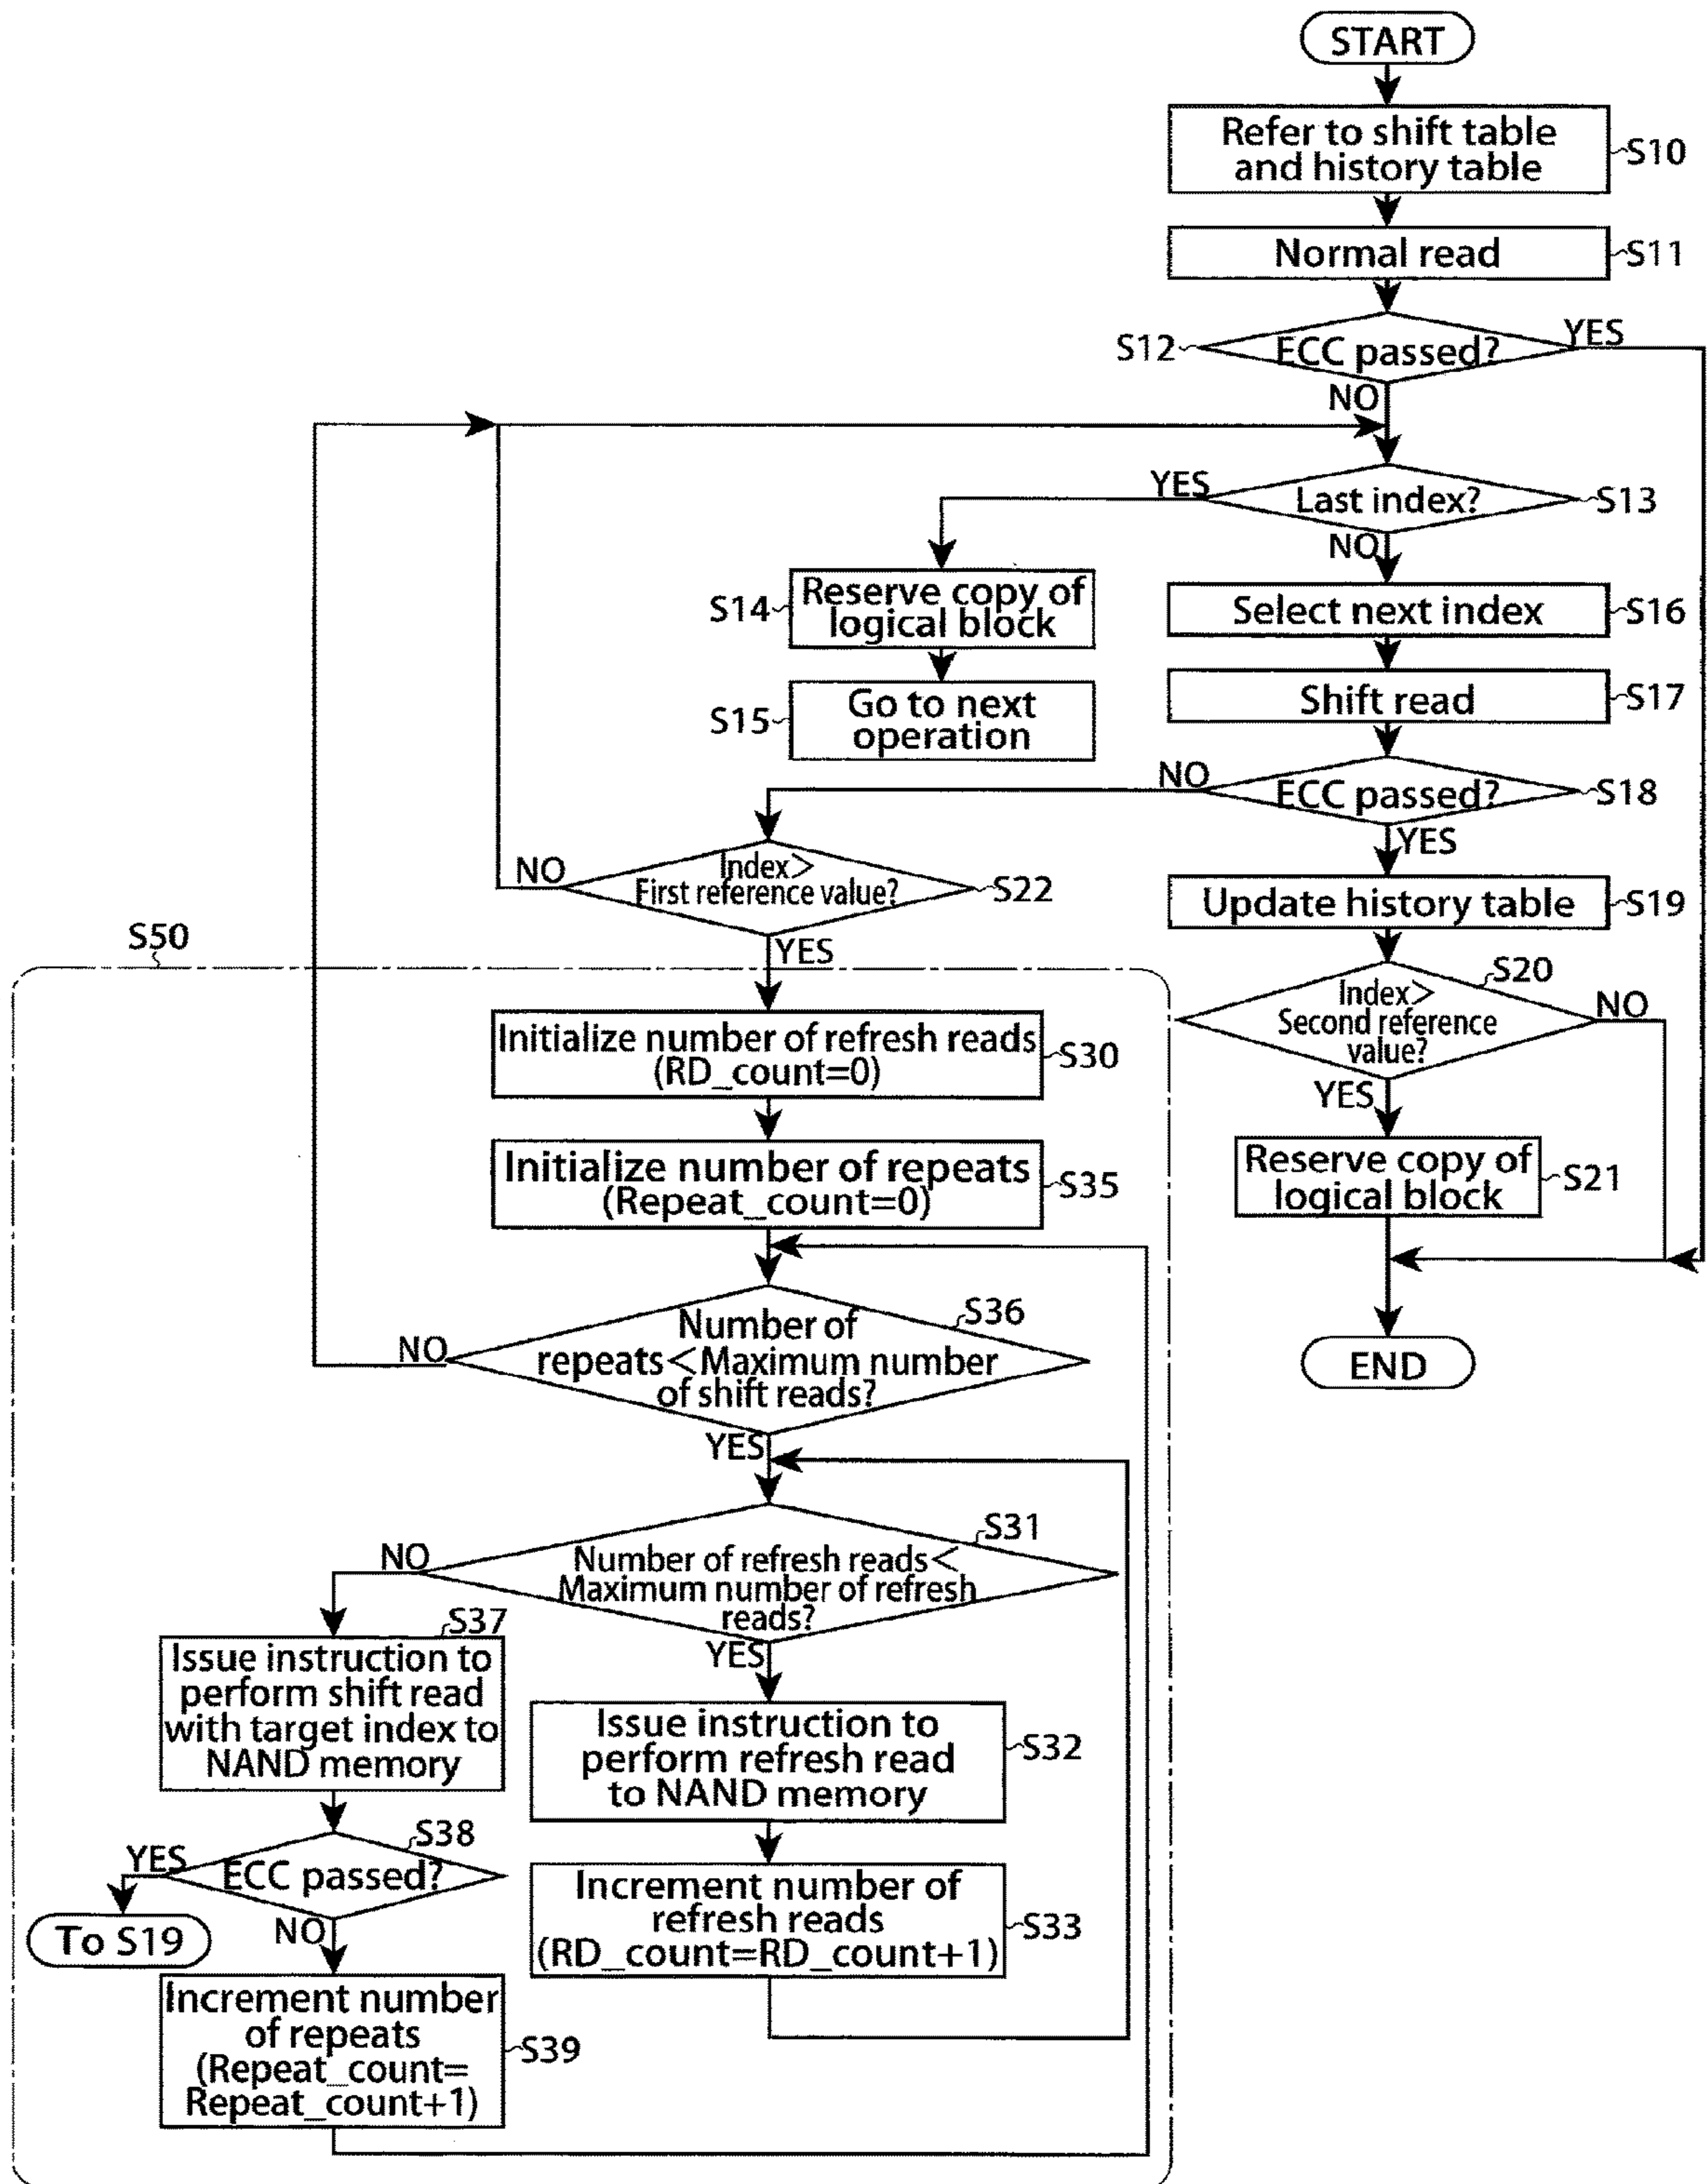 START
Refer to shift table
and history table
S10
Normal read
S11
S12
ECC passed?
YES
NO
YES
Last index?
S13
NO
S14
Reserve copy of
logical block
Select next index
S16
S15
Go to next
operation
Shift read
S17
NO
ECC passed?
S18
YES
NO
Index>
First reference value?
S22
YES
Update history table
S19
S20
Index>
Second reference
value?
NO
YES
Reserve copy of
logical block
S21
END
S50
Initialize number of refresh reads
(RD_count=0)
S30
Initialize number of repeats
(Repeat_count=0)
S35
S36
NO
Number of
repeats<Maximum number
of shift reads?
YES
S31
NO
Number of refresh reads<
Maximum number of refresh
reads?
YES
S37
Issue instruction to
perform shift read
with target index to
NAND memory
Issue instruction to
perform refresh read
to NAND memory
S32
S38
YES
ECC passed?
To S19
NO
Increment number of
refresh reads
(RD_count=RD_count+1)
S33
Increment number
of repeats
(Repeat_count=
Repeat_count+1)
S39